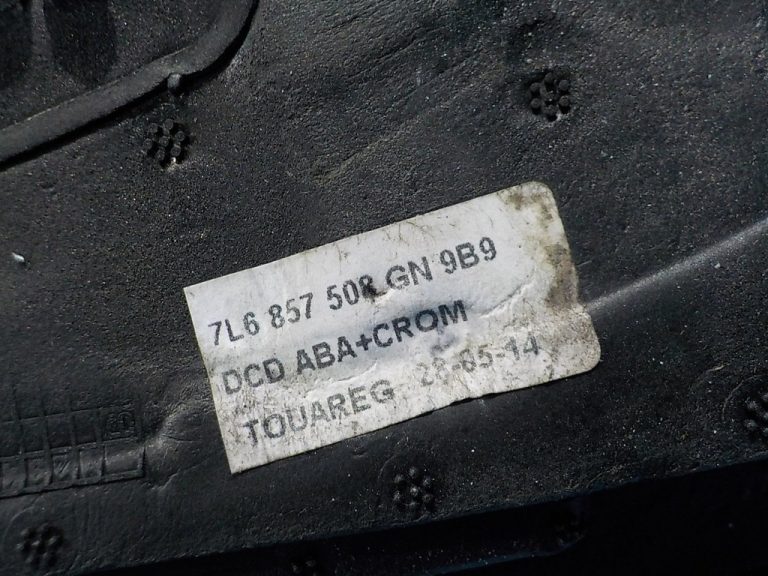 7L6 857 508 GN 9B9
DCD ABA+CROM
TOUAREG